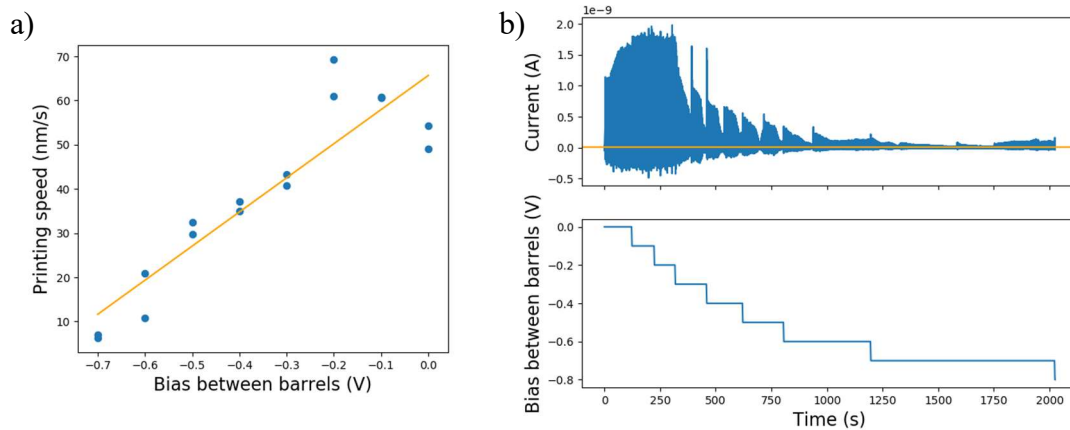 a)
70
60
50
40
30
20
10
Printing speed (nm/s)
−0.7 −0.6 −0.5 −0.4 −0.3 −0.2 −0.1 0.0
Bias between barrels (V)
b)
1e−9
2.0
1.5
1.0
0.5
0.0
−0.5
Current (A)
0.0
−0.2
−0.4
−0.6
−0.8
Bias between barrels (V)
0 250 500 750 1000 1250 1500 1750 2000
Time (s)